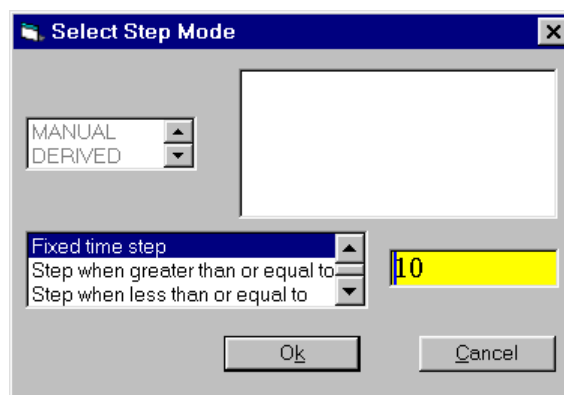 Select Step Mode
MANUAL
DERIVED
Fixed time step
Step when greater than or equal to
Step when less than or equal to
10
Ok
Cancel